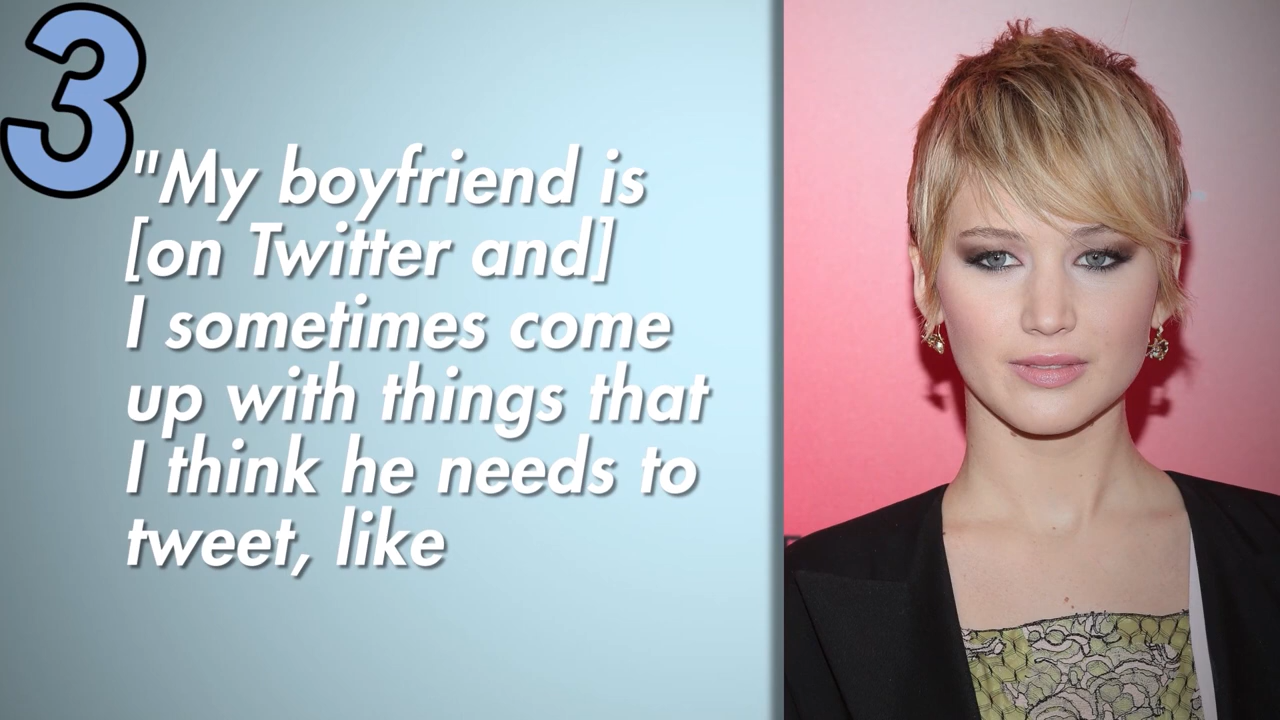 3
"My boyfriend is
[on Twitter and]
I sometimes come
up with things that
I think he needs to
tweet, like